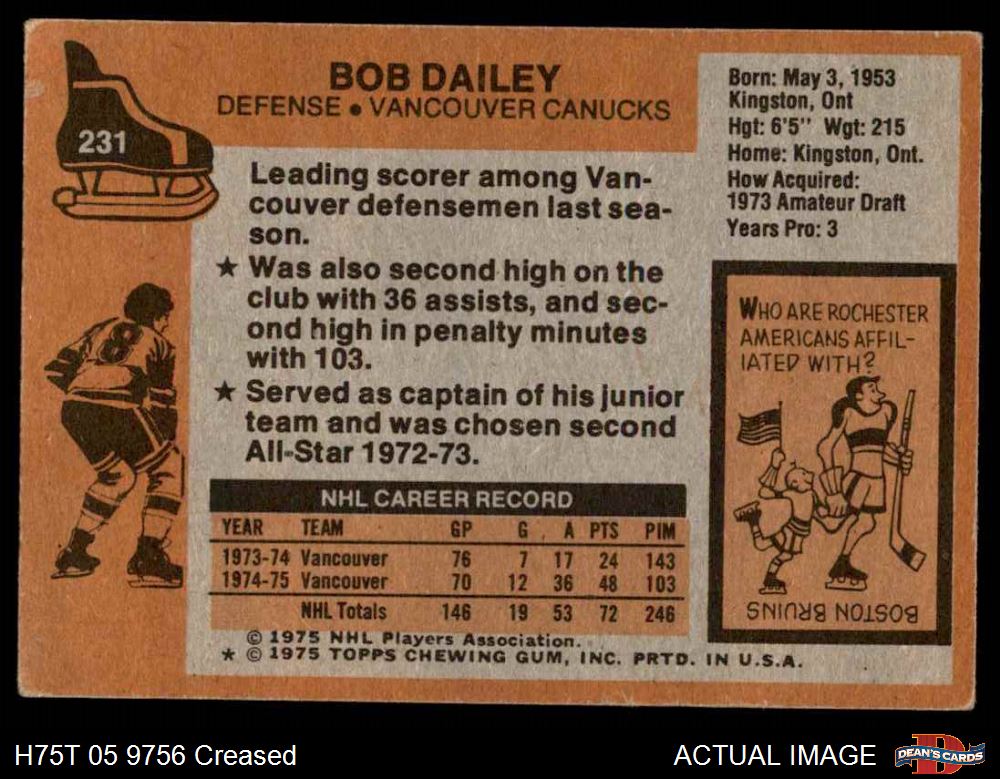 BOB DAILEY
DEFENSE • VANCOUVER CANUCKS
231
8
Leading scorer among Van-
couver defensemen last sea-
son.
★ Was also second high on the
club with 36 assists, and sec-
ond high in penalty minutes
with 103.
★ Served as captain of his junior
team and was chosen second
All-Star 1972-73.
NHL CAREER RECORD
YEAR TEAM GP G A PTS PIM
1973-74 Vancouver 76 7 17 24 143
1974-75 Vancouver 70 12 36 48 103
NHL Totals 146 19 53 72 246
© 1975 NHL Players Association.
★ © 1975 TOPPS CHEWING GUM, INC. PRTD. IN U.S.A.
Born: May 3, 1953
Kingston, Ont
Hgt: 6'5" Wgt: 215
Home: Kingston, Ont.
How Acquired:
1973 Amateur Draft
Years Pro: 3
WHO ARE ROCHESTER
AMERICANS AFFIL-
IATED WITH?
BOSTON BRUINS
H75T 05 9756 Creased
ACTUAL IMAGE
D
DEAN'S CARDS